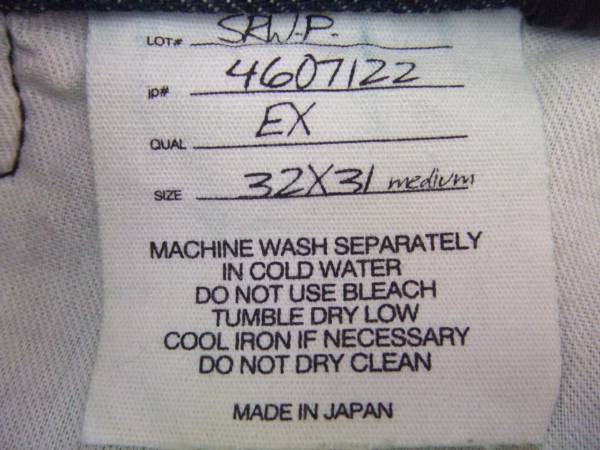 LOT# SRW-P-
ip# 4607122
QUAL EX
SIZE 32X31 medium
MACHINE WASH SEPARATELY
IN COLD WATER
DO NOT USE BLEACH
TUMBLE DRY LOW
COOL IRON IF NECESSARY
DO NOT DRY CLEAN
MADE IN JAPAN